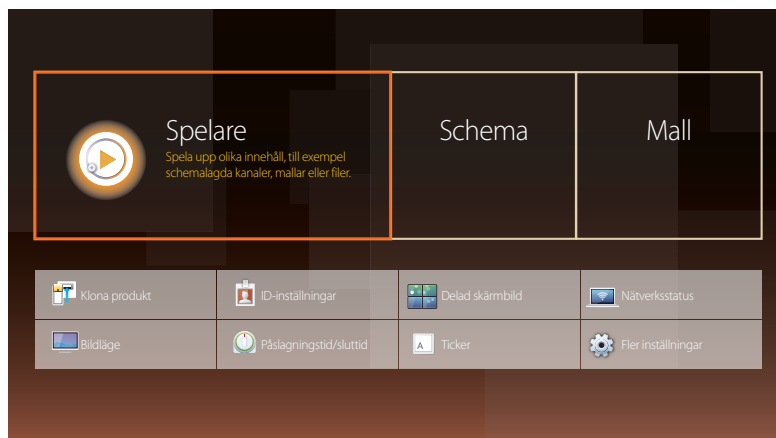 Spelare
Spela upp olika innehåll, till exempel
schemalagda kanaler, mallar eller filer.
Schema
Mall
Klona produkt
ID-inställningar
Delad skärmbild
Nätverksstatus
Bildläge
Påslagningstid/sluttid
A
Ticker
Fler inställningar